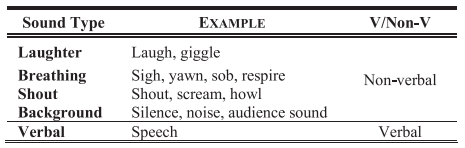 Sound Type EXAMPLE V/Non-V
Laughter Laugh, giggle
Breathing Sigh, yawn, sob, respire
Non-verbal
Shout Shout, scream, howl
Background Silence, noise, audience sound
Verbal Speech Verbal